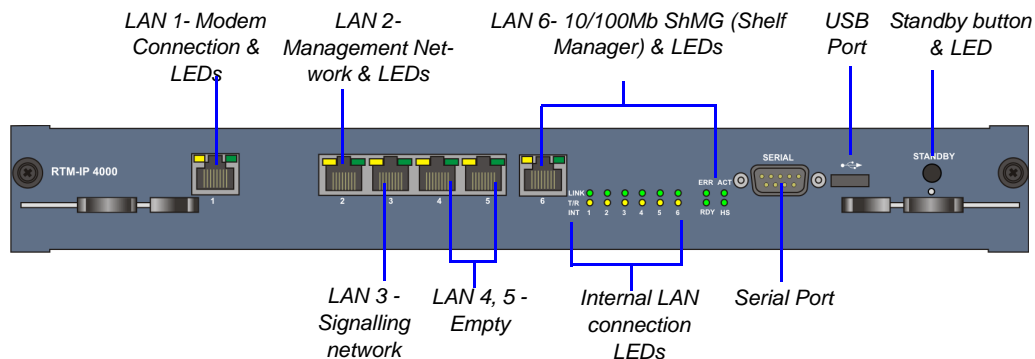 LAN 1- Modem
Connection &
LEDs
LAN 2-
Management Net-
work & LEDs
LAN 6- 10/100Mb ShMG (Shelf
Manager) & LEDs
USB
Port
Standby button
& LED
RTM-IP 4000
1
2
3
4
5
6
LINK
T/R
INT
1
2
3
4
5
6
ERR ACT
RDY HS
SERIAL
STANDBY
LAN 3 -
Signalling
network
LAN 4, 5 -
Empty
Internal LAN
connection
LEDs
Serial Port